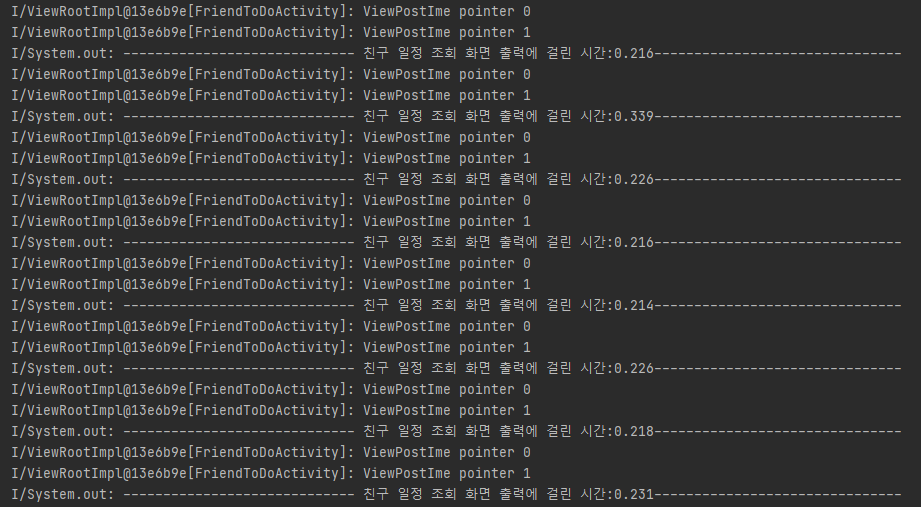 I/ViewRootImpl@13e6b9e[FriendToDoActivity]: ViewPostIme pointer 0
I/ViewRootImpl@13e6b9e[FriendToDoActivity]: ViewPostIme pointer 1
I/System.out: ----------------------------- 친구 일정 조회 화면 출력에 걸린 시간:0.216-------------------------------
I/ViewRootImpl@13e6b9e[FriendToDoActivity]: ViewPostIme pointer 0
I/ViewRootImpl@13e6b9e[FriendToDoActivity]: ViewPostIme pointer 1
I/System.out: ----------------------------- 친구 일정 조회 화면 출력에 걸린 시간:0.339-------------------------------
I/ViewRootImpl@13e6b9e[FriendToDoActivity]: ViewPostIme pointer 0
I/ViewRootImpl@13e6b9e[FriendToDoActivity]: ViewPostIme pointer 1
I/System.out: ----------------------------- 친구 일정 조회 화면 출력에 걸린 시간:0.226-------------------------------
I/ViewRootImpl@13e6b9e[FriendToDoActivity]: ViewPostIme pointer 0
I/ViewRootImpl@13e6b9e[FriendToDoActivity]: ViewPostIme pointer 1
I/System.out: ----------------------------- 친구 일정 조회 화면 출력에 걸린 시간:0.216-------------------------------
I/ViewRootImpl@13e6b9e[FriendToDoActivity]: ViewPostIme pointer 0
I/ViewRootImpl@13e6b9e[FriendToDoActivity]: ViewPostIme pointer 1
I/System.out: ----------------------------- 친구 일정 조회 화면 출력에 걸린 시간:0.214-------------------------------
I/ViewRootImpl@13e6b9e[FriendToDoActivity]: ViewPostIme pointer 0
I/ViewRootImpl@13e6b9e[FriendToDoActivity]: ViewPostIme pointer 1
I/System.out: ----------------------------- 친구 일정 조회 화면 출력에 걸린 시간:0.226-------------------------------
I/ViewRootImpl@13e6b9e[FriendToDoActivity]: ViewPostIme pointer 0
I/ViewRootImpl@13e6b9e[FriendToDoActivity]: ViewPostIme pointer 1
I/System.out: ----------------------------- 친구 일정 조회 화면 출력에 걸린 시간:0.218-------------------------------
I/ViewRootImpl@13e6b9e[FriendToDoActivity]: ViewPostIme pointer 0
I/ViewRootImpl@13e6b9e[FriendToDoActivity]: ViewPostIme pointer 1
I/System.out: ----------------------------- 친구 일정 조회 화면 출력에 걸린 시간:0.231-------------------------------